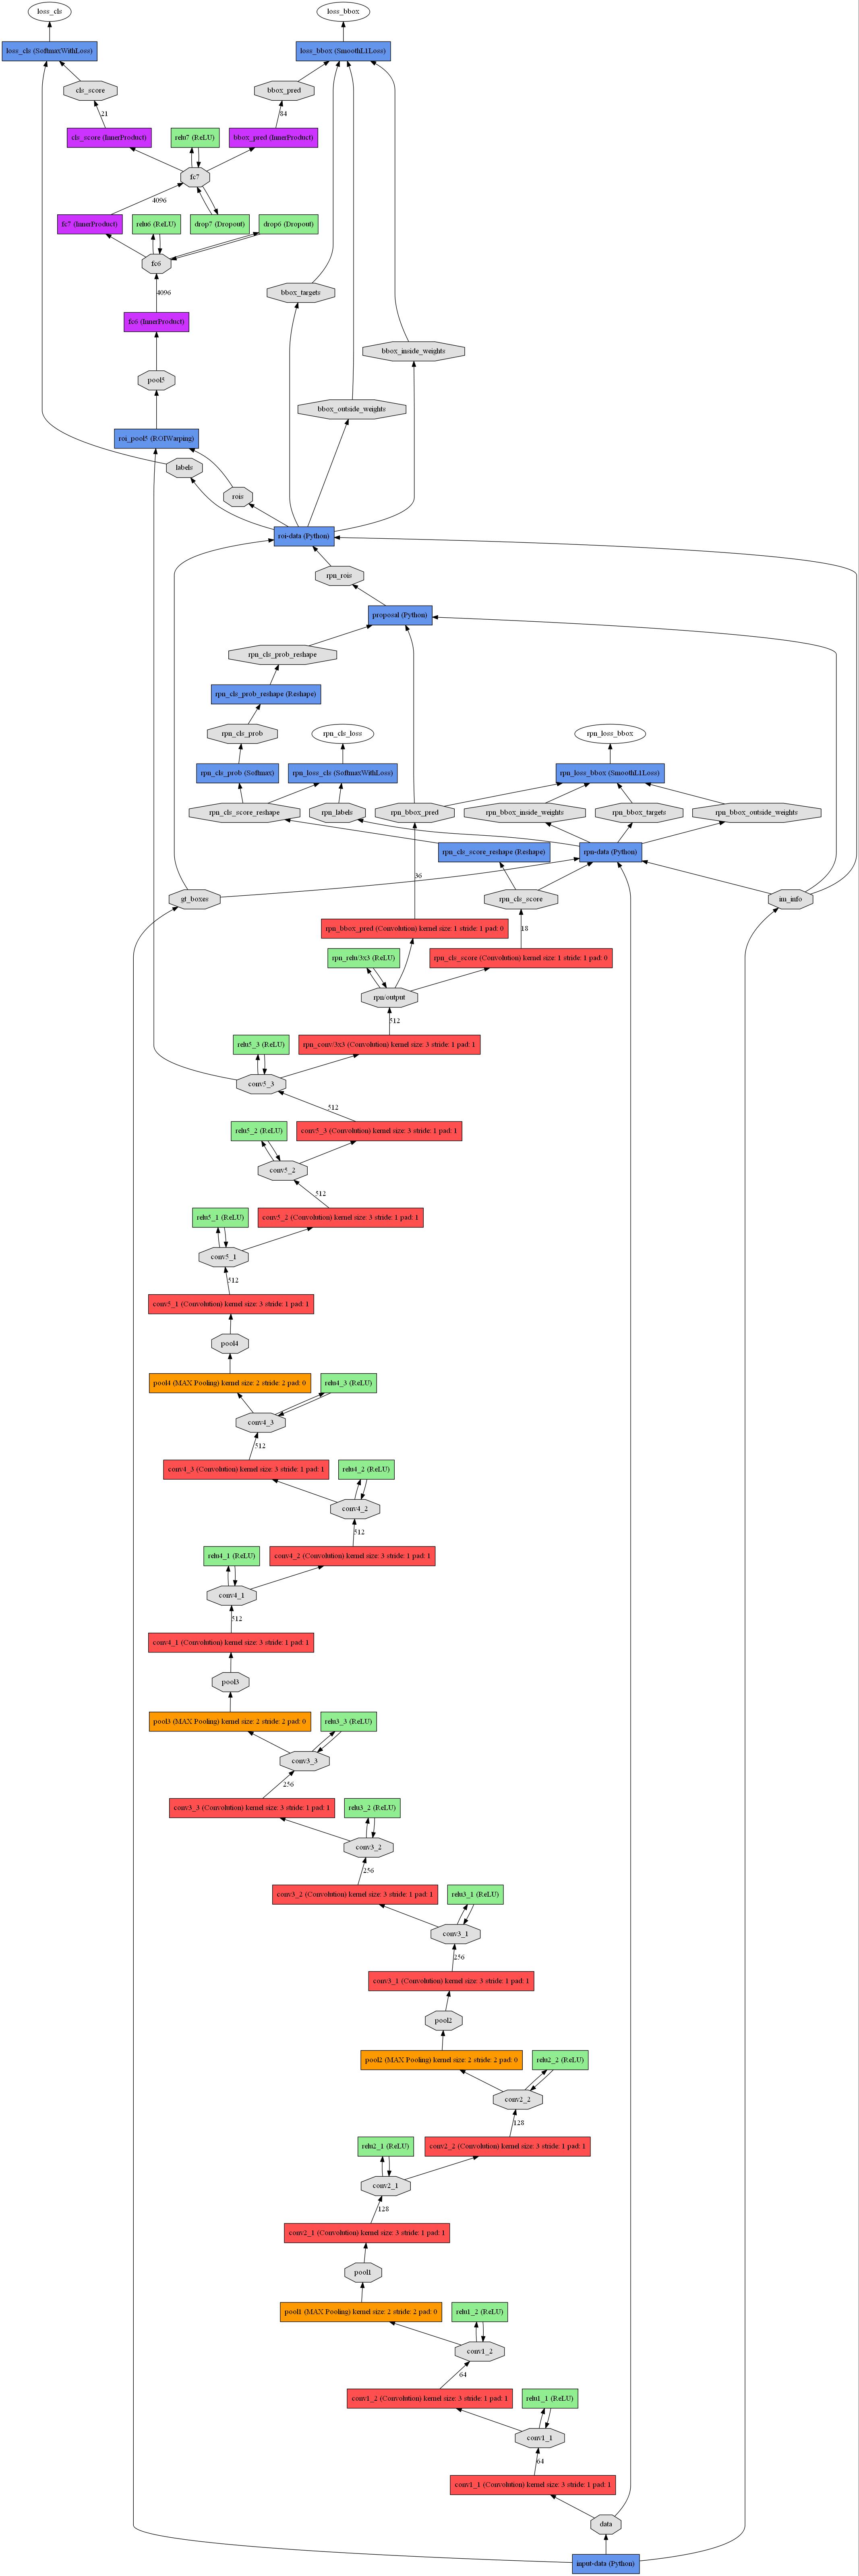 loss_cls
loss_bbox
loss_cls (SoftmaxWithLoss)
loss_bbox (SmoothL1Loss)
cls_score
bbox_pred
21
84
cls_score (InnerProduct)
relu7 (ReLU)
bbox_pred (InnerProduct)
fc7
4096
fc7 (InnerProduct)
relu6 (ReLU)
drop7 (Dropout)
drop6 (Dropout)
fc6
bbox_targets
4096
fc6 (InnerProduct)
bbox_inside_weights
pool5
bbox_outside_weights
roi_pool5 (ROIWarping)
labels
rois
roi-data (Python)
rpn_rois
proposal (Python)
rpn_cls_prob_reshape
rpn_cls_prob_reshape (Reshape)
rpn_cls_prob
rpn_cls_loss
rpn_loss_bbox
rpn_cls_prob (Softmax)
rpn_loss_cls (SoftmaxWithLoss)
rpn_loss_bbox (SmoothL1Loss)
rpn_cls_score_reshape
rpn_labels
rpn_bbox_pred
rpn_bbox_inside_weights
rpn_bbox_targets
rpn_bbox_outside_weights
rpn_cls_score_reshape (Reshape)
rpn-data (Python)
36
gt_boxes
rpn_cls_score
im_info
18
rpn_bbox_pred (Convolution) kernel size: 1 stride: 1 pad: 0
rpn_relu/3x3 (ReLU)
rpn_cls_score (Convolution) kernel size: 1 stride: 1 pad: 0
rpn/output
512
relu5_3 (ReLU)
rpn_conv/3x3 (Convolution) kernel size: 3 stride: 1 pad: 1
conv5_3
512
relu5_2 (ReLU)
conv5_3 (Convolution) kernel size: 3 stride: 1 pad: 1
conv5_2
512
relu5_1 (ReLU)
conv5_2 (Convolution) kernel size: 3 stride: 1 pad: 1
conv5_1
512
conv5_1 (Convolution) kernel size: 3 stride: 1 pad: 1
pool4
pool4 (MAX Pooling) kernel size: 2 stride: 2 pad: 0
relu4_3 (ReLU)
conv4_3
512
conv4_3 (Convolution) kernel size: 3 stride: 1 pad: 1
relu4_2 (ReLU)
conv4_2
512
relu4_1 (ReLU)
conv4_2 (Convolution) kernel size: 3 stride: 1 pad: 1
conv4_1
512
conv4_1 (Convolution) kernel size: 3 stride: 1 pad: 1
pool3
pool3 (MAX Pooling) kernel size: 2 stride: 2 pad: 0
relu3_3 (ReLU)
conv3_3
256
conv3_3 (Convolution) kernel size: 3 stride: 1 pad: 1
relu3_2 (ReLU)
conv3_2
256
conv3_2 (Convolution) kernel size: 3 stride: 1 pad: 1
relu3_1 (ReLU)
conv3_1
256
conv3_1 (Convolution) kernel size: 3 stride: 1 pad: 1
pool2
pool2 (MAX Pooling) kernel size: 2 stride: 2 pad: 0
relu2_2 (ReLU)
conv2_2
128
relu2_1 (ReLU)
conv2_2 (Convolution) kernel size: 3 stride: 1 pad: 1
conv2_1
128
conv2_1 (Convolution) kernel size: 3 stride: 1 pad: 1
pool1
pool1 (MAX Pooling) kernel size: 2 stride: 2 pad: 0
relu1_2 (ReLU)
conv1_2
64
conv1_2 (Convolution) kernel size: 3 stride: 1 pad: 1
relu1_1 (ReLU)
conv1_1
64
conv1_1 (Convolution) kernel size: 3 stride: 1 pad: 1
data
input-data (Python)